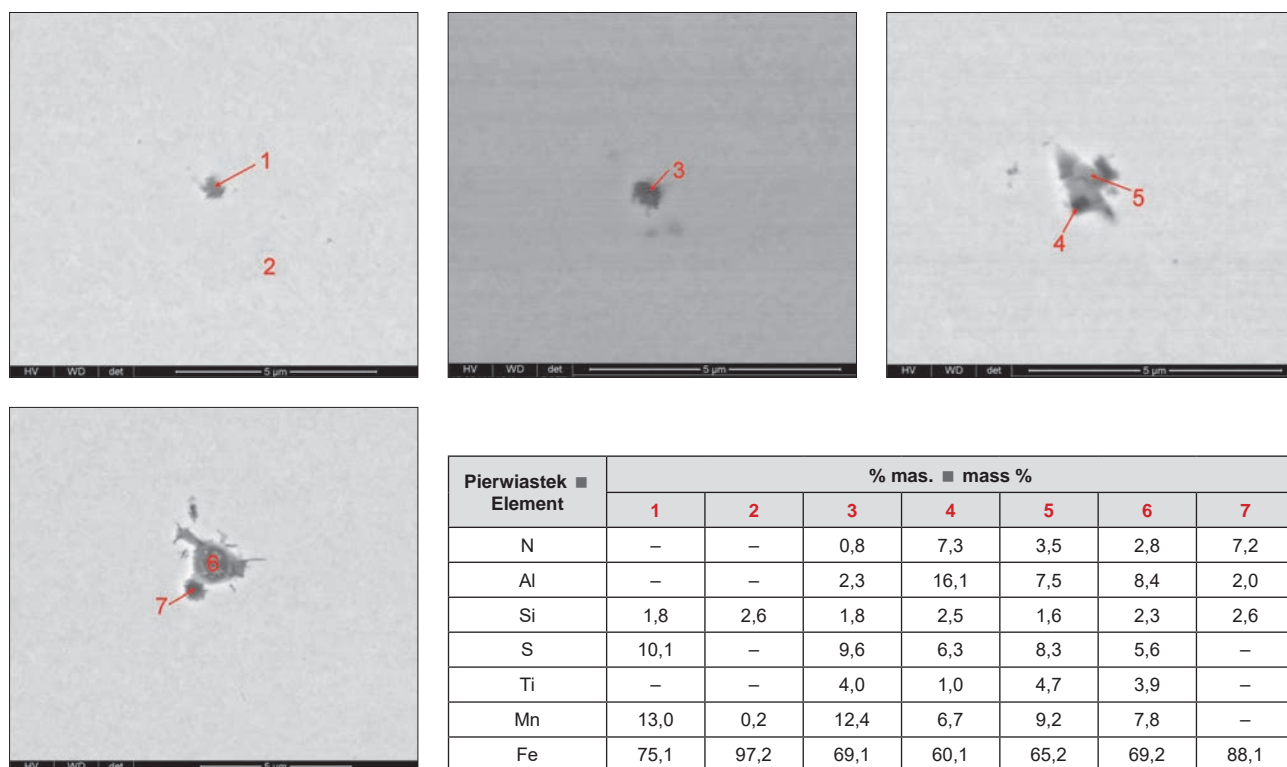 1
2
HV WD det 5 µm
3
HV WD det 5 µm
4
5
HV WD det 5 µm
6
7
HV WD det 5 µm
Pierwiastek ■ Element % mas. ■ mass %
1 2 3 4 5 6 7
N – – 0,8 7,3 3,5 2,8 7,2
Al – – 2,3 16,1 7,5 8,4 2,0
Si 1,8 2,6 1,8 2,5 1,6 2,3 2,6
S 10,1 – 9,6 6,3 8,3 5,6 –
Ti – – 4,0 1,0 4,7 3,9 –
Mn 13,0 0,2 12,4 6,7 9,2 7,8 –
Fe 75,1 97,2 69,1 60,1 65,2 69,2 88,1